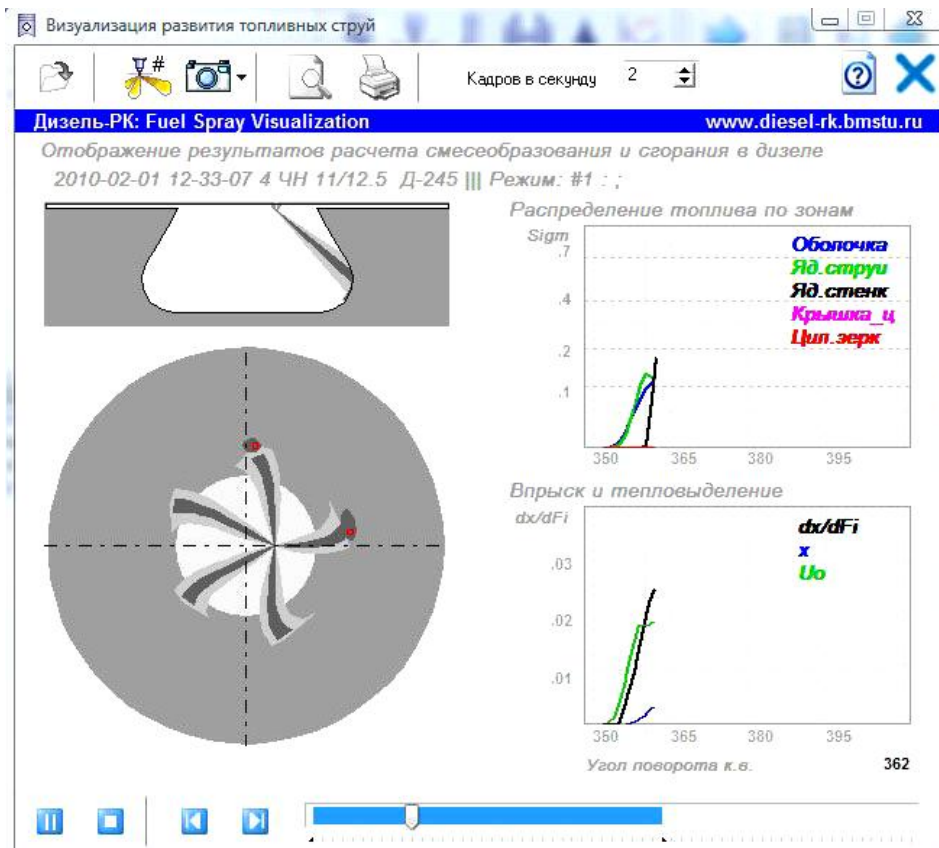 Визуализация развития топливных струй
#
Кадров в секунду 2
Дизель-РК: Fuel Spray Visualization www.diesel-rk.bmstu.ru
Отображение результатов расчета смесеобразования и сгорания в дизеле
2010-02-01 12-33-07 4 ЧН 11/12.5 Д-245 ||| Режим: #1 : ;
Распределение топлива по зонам
Sigm
.7
.4
.2
.1
Оболочка
Яд.струи
Яд.стенк
Крышка_ц
Цил.зерк
350 365 380 395
Впрыск и тепловыделение
dx/dFi
.03
.02
.01
dx/dFi
x
Uo
350 365 380 395
Угол поворота к.в. 362